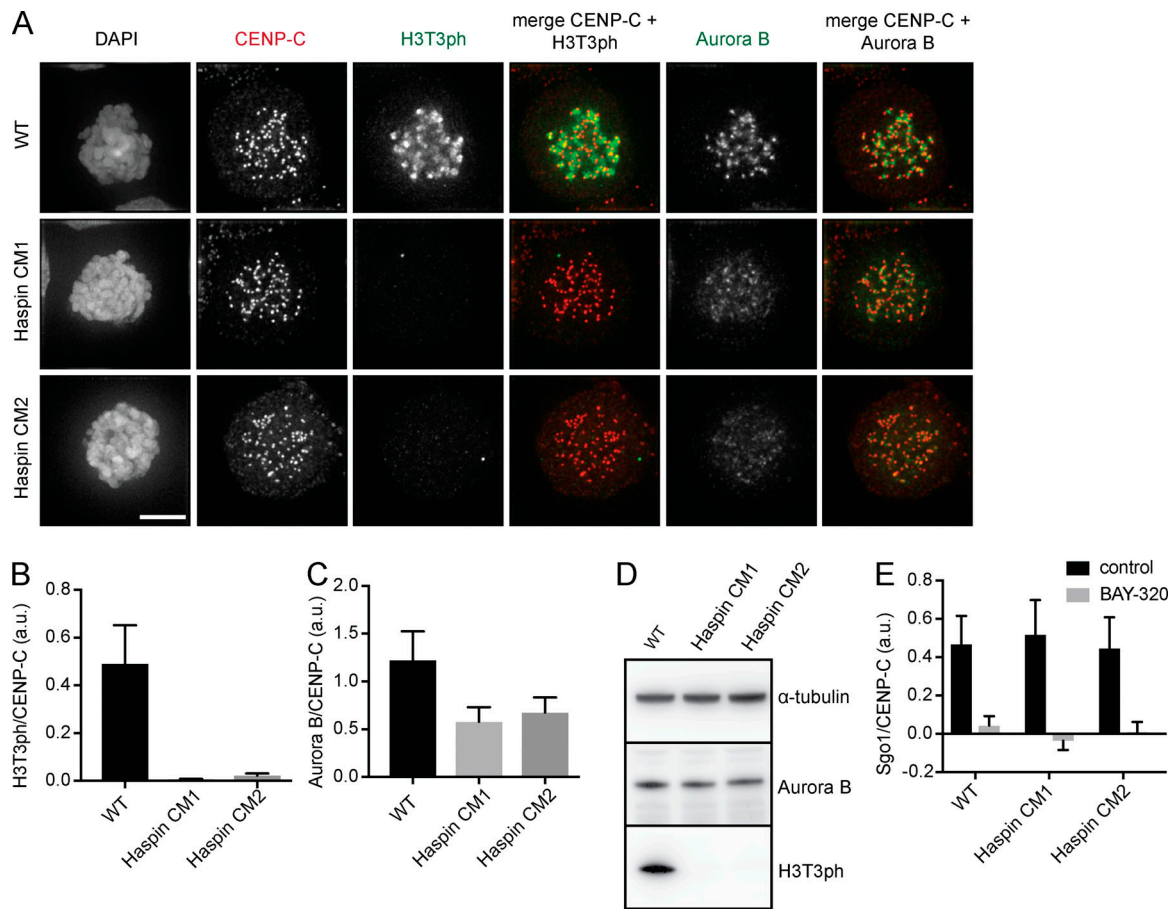 A
DAPI
CENP-C
H3T3ph
merge CENP-C +
H3T3ph
Aurora B
merge CENP-C +
Aurora B
WT
Haspin CM1
Haspin CM2
B
H3T3ph/CENP-C (a.u.)
0.8
0.6
0.4
0.2
0.0
WT
Haspin CM1
Haspin CM2
C
Aurora B/CENP-C (a.u.)
2.0
1.5
1.0
0.5
0.0
WT
Haspin CM1
Haspin CM2
D
WT
Haspin CM1
Haspin CM2
α-tubulin
Aurora B
H3T3ph
E
control
BAY-320
Sgo1/CENP-C (a.u.)
0.8
0.6
0.4
0.2
0.0
-0.2
WT
Haspin CM1
Haspin CM2